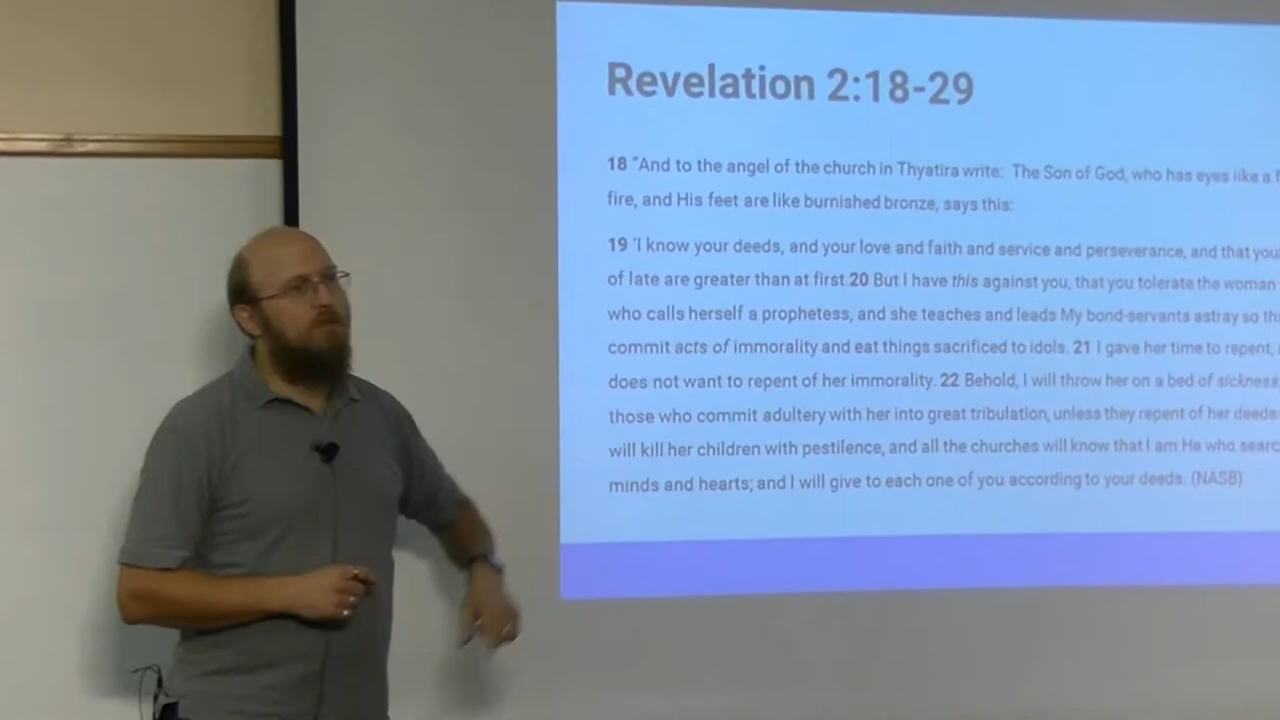 Revelation 2:18-29
18 "And to the angel of the church in Thyatira write: The Son of God, who has eyes like a
fire, and His feet are like burnished bronze, says this:
19 'I know your deeds, and your love and faith and service and perseverance, and that your
of late are greater than at first. 20 But I have this against you, that you tolerate the woman
who calls herself a prophetess, and she teaches and leads My bond-servants astray so
commit acts of immorality and eat things sacrificed to idols. 21 I gave her time to repent,
does not want to repent of her immorality. 22 Behold, I will throw her on a bed of sickness
those who commit adultery with her into great tribulation, unless they repent of her deeds
will kill her children with pestilence, and all the churches will know that I am He who
minds and hearts; and I will give to each one of you according to your deeds. (NASB)